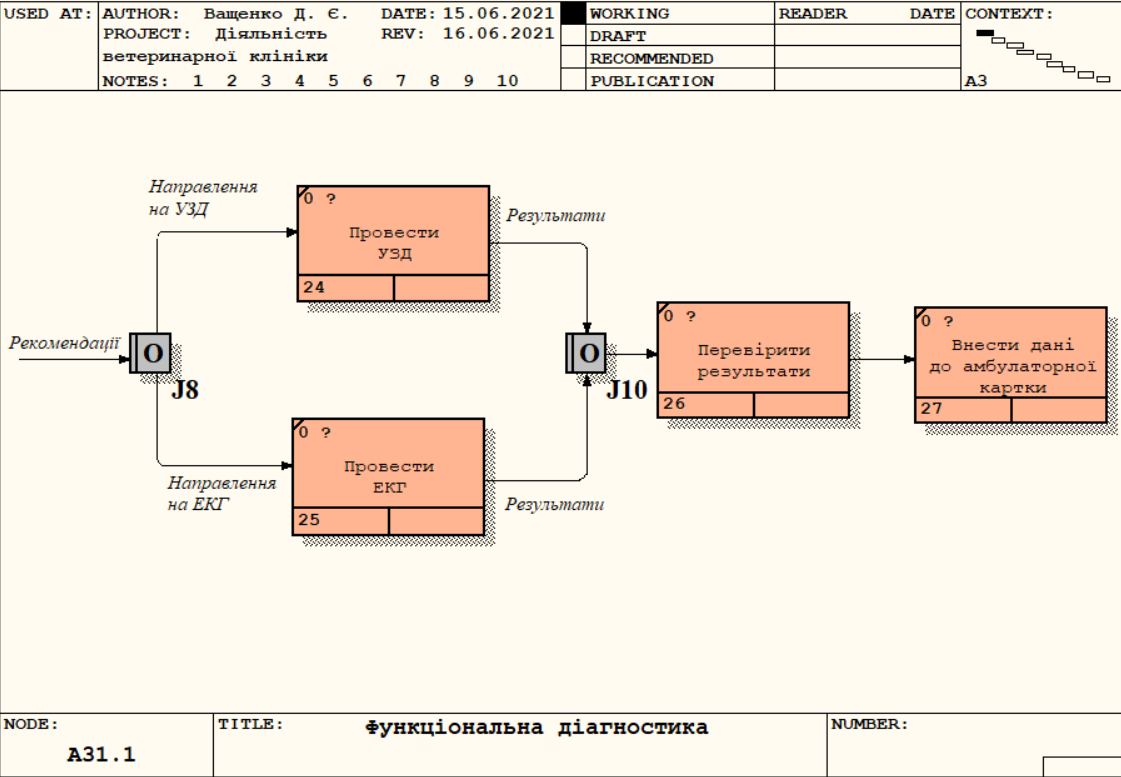 USED AT: AUTHOR: Ващенко Д. Є. DATE: 15.06.2021 WORKING READER DATE CONTEXT:
PROJECT: Діяльність REV: 16.06.2021 DRAFT
ветеринарної клініки RECOMMENDED
NOTES: 1 2 3 4 5 6 7 8 9 10 PUBLICATION A3
Направлення
на УЗД
0 ?
Провести
УЗД
24
Результати
Рекомендації
O
J8
O
J10
0 ?
Перевірити
результати
26
0 ?
Внести дані
до амбулаторної
картки
27
0 ?
Провести
ЕКГ
25
Направлення
на ЕКГ
Результати
NODE: TITLE: Функціональна діагностика NUMBER:
A31.1